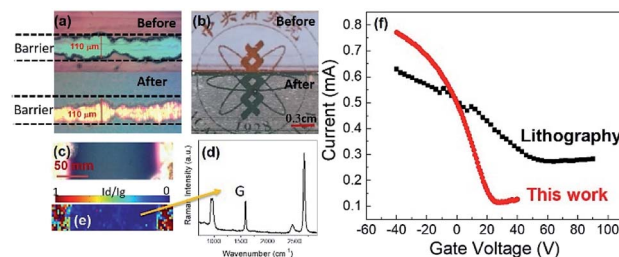 (a)
Before
Barrier
110 μm
After
Barrier
110 μm
(b)
Before
After
0.3cm
1923
(c)
50 mm
1 Id/Ig 0
(e)
(d)
Raman Intensity (a.u.)
G
1000 1500 2000 2500
Wavenumber (cm⁻¹)
(f)
Current (mA)
0.8
0.7
0.6
0.5
0.4
0.3
0.2
0.1
Lithography
This work
-40 -20 0 20 40 60 80 100
Gate Voltage (V)